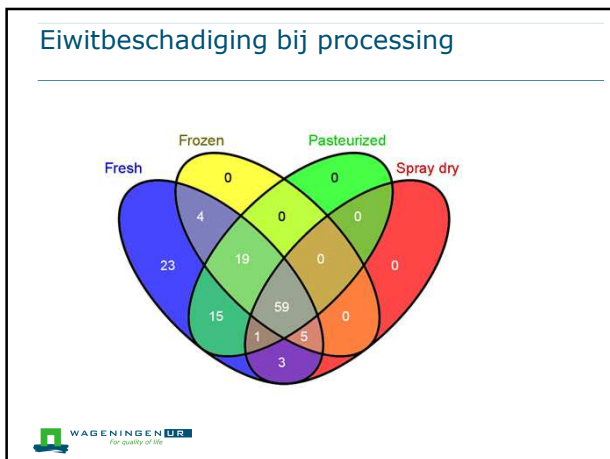 Eiwitbeschadiging bij processing
Frozen Pasteurized
Fresh Spray dry
0 0
4 0 0
23 19 0 0
59
15 0
1 5
3
WAGENINGEN UR
For quality of life